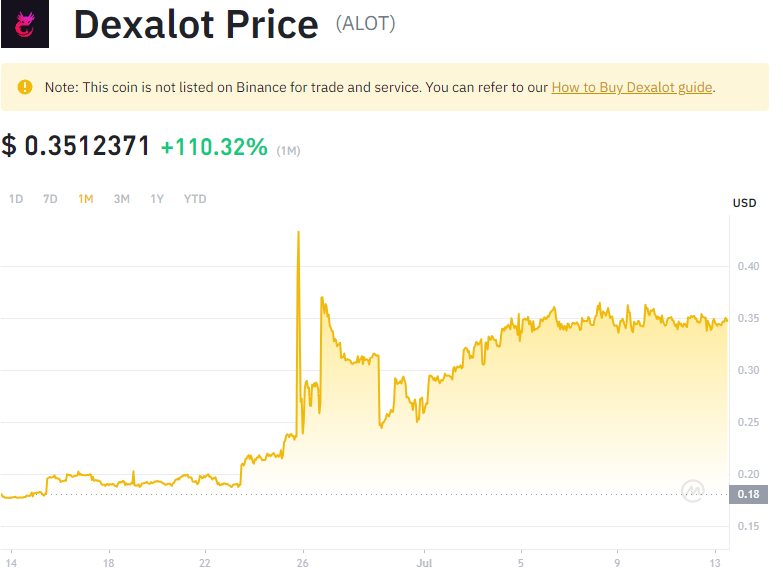 Dexalot Price (ALOT)
Note: This coin is not listed on Binance for trade and service. You can refer to our How to Buy Dexalot guide.
$ 0.3512371 +110.32% (1M)
1D 7D 1M 3M 1Y YTD
USD
0.40
0.35
0.30
0.25
0.20
0.18
0.15
14 18 22 26 Jul 5 9 13